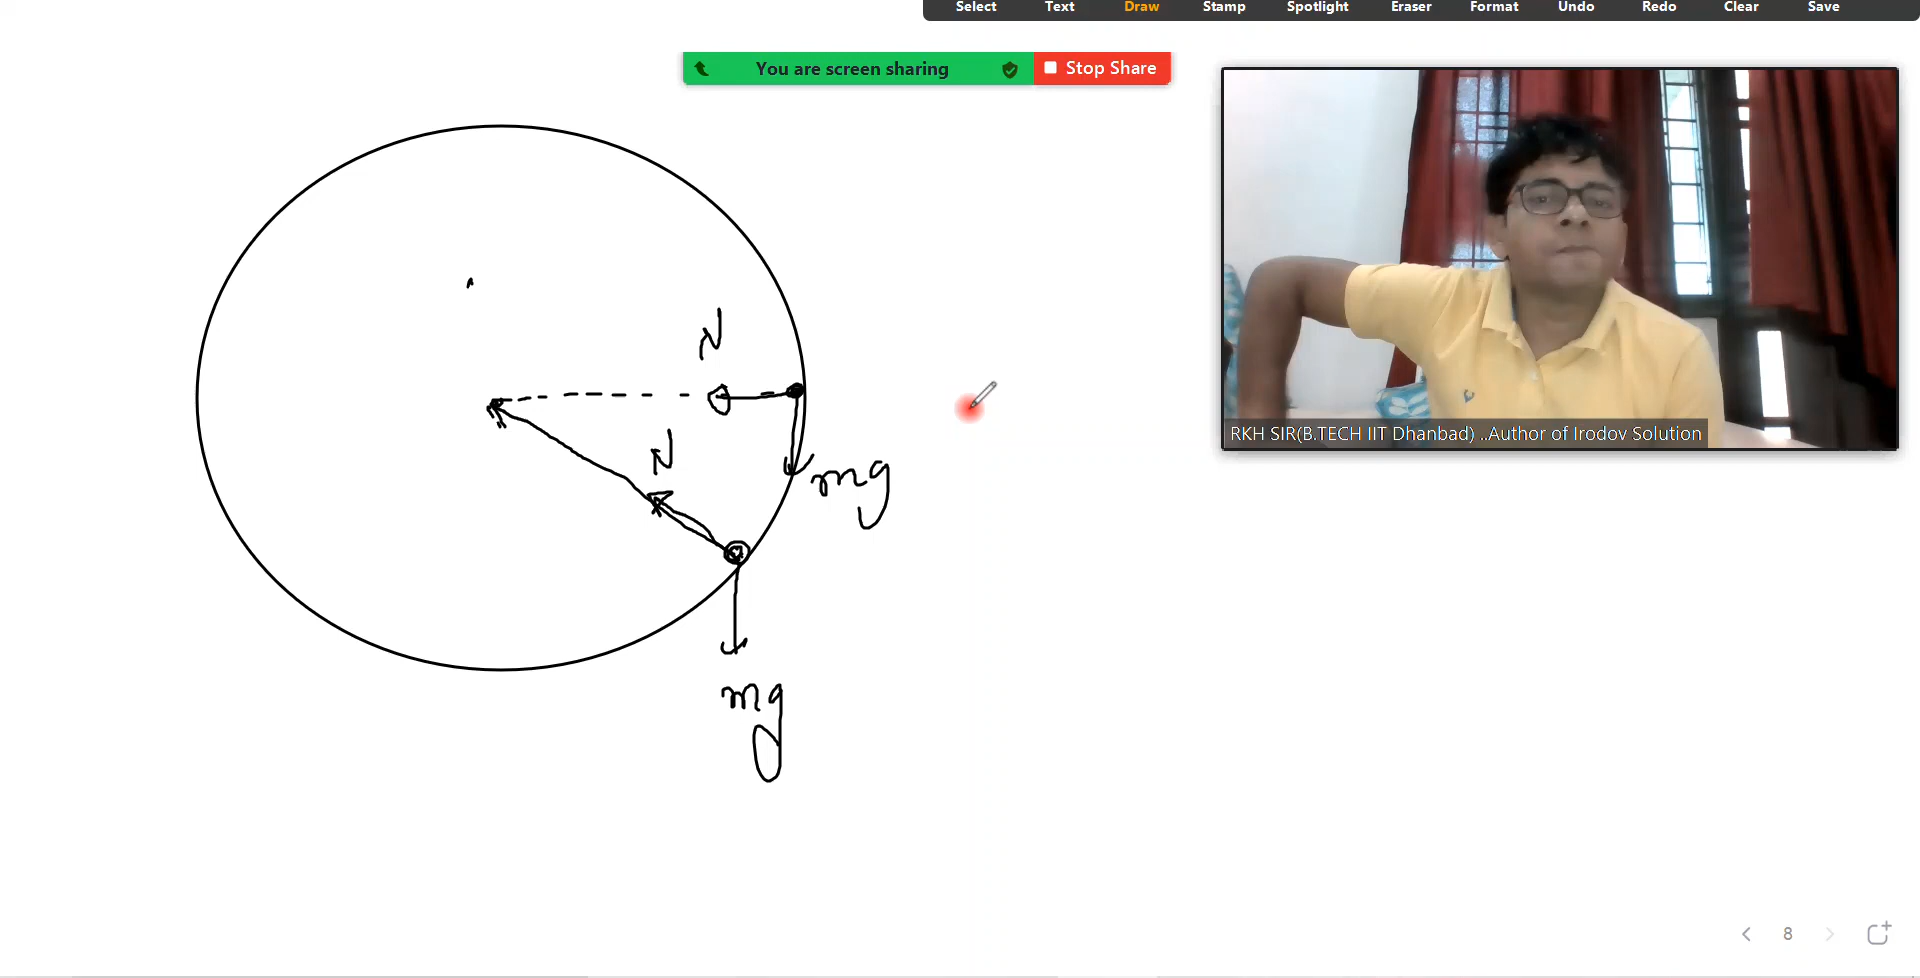 Select Text Draw Stamp Spotlight Eraser Format Undo Redo Clear Save
You are screen sharing Stop Share
N
N
mg
RKH SIR(B.TECH IIT Dhanbad) ..Author of Irodov Solution
mg
8